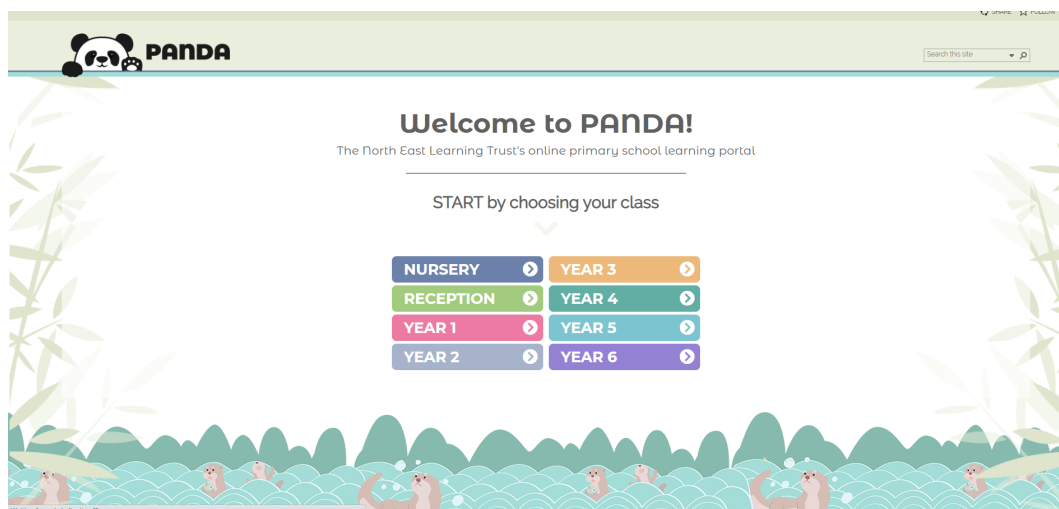 SHARE FOLLOW
PANDA
Search this site
Welcome to PANDA!
The North East Learning Trust's online primary school learning portal
START by choosing your class
NURSERY
RECEPTION
YEAR 1
YEAR 2
YEAR 3
YEAR 4
YEAR 5
YEAR 6